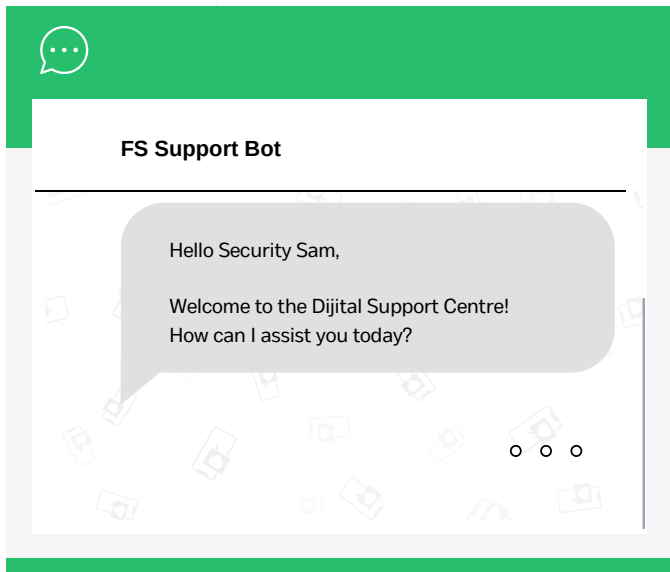 FS Support Bot
Hello Security Sam,
Welcome to the Dijital Support Centre!
How can I assist you today?